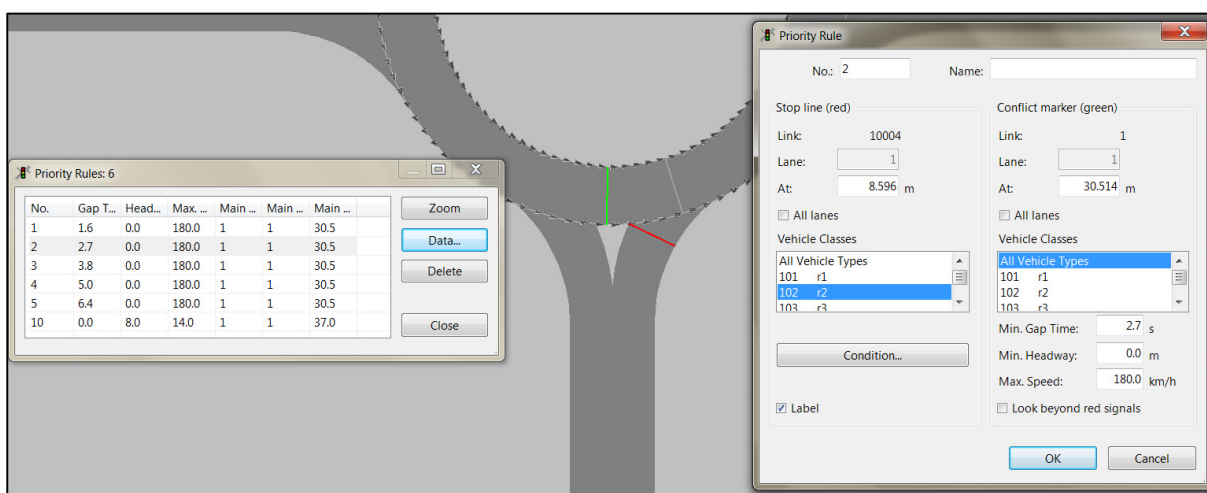 Priority Rules: 6
No. Gap T... Head... Max. ... Main ... Main ... Main ...
1 1.6 0.0 180.0 1 1 30.5
2 2.7 0.0 180.0 1 1 30.5
3 3.8 0.0 180.0 1 1 30.5
4 5.0 0.0 180.0 1 1 30.5
5 6.4 0.0 180.0 1 1 30.5
10 0.0 8.0 14.0 1 1 37.0
Zoom
Data...
Delete
Close
Priority Rule
No.: 2 Name:
Stop line (red)
Link: 10004
Lane: 1
At: 8.596 m
All lanes
Vehicle Classes
All Vehicle Types
101 r1
102 r2
103 r3
Condition...
Label
Conflict marker (green)
Link: 1
Lane: 1
At: 30.514 m
All lanes
Vehicle Classes
All Vehicle Types
101 r1
102 r2
103 r3
Min. Gap Time: 2.7 s
Min. Headway: 0.0 m
Max. Speed: 180.0 km/h
Look beyond red signals
OK Cancel